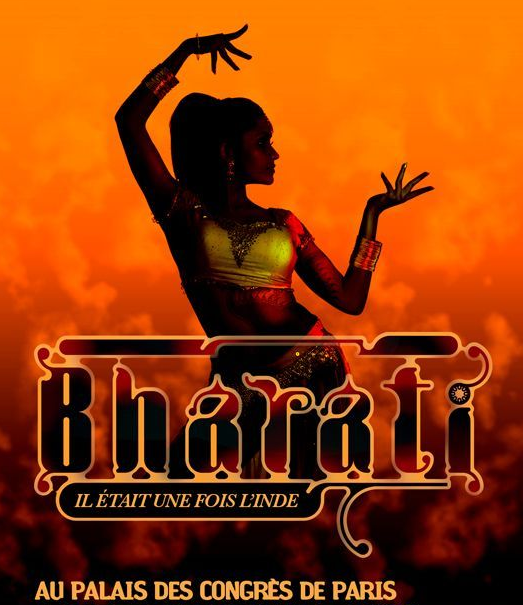 Bharati
IL ÉTAIT UNE FOIS L'INDE
AU PALAIS DES CONGRÈS DE PARIS